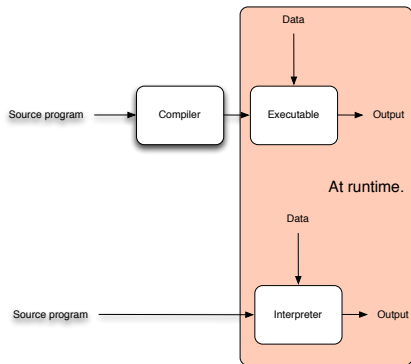 Data
Source program
Compiler
Executable
Output
At runtime.
Data
Source program
Interpreter
Output